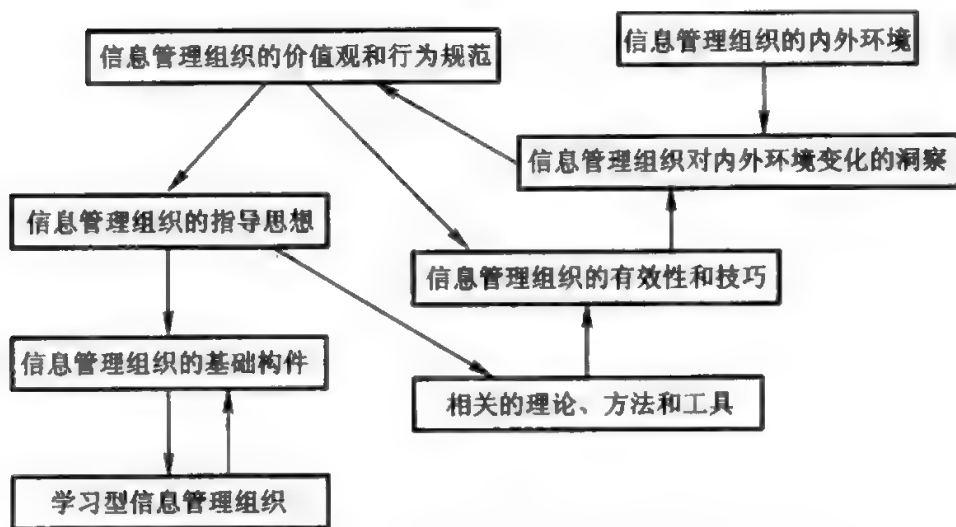 信息管理组织的价值观和行为规范
信息管理组织的内外环境
信息管理组织对内外环境变化的洞察
信息管理组织的指导思想
信息管理组织的有效性和技巧
信息管理组织的基础构件
相关的理论、方法和工具
学习型信息管理组织